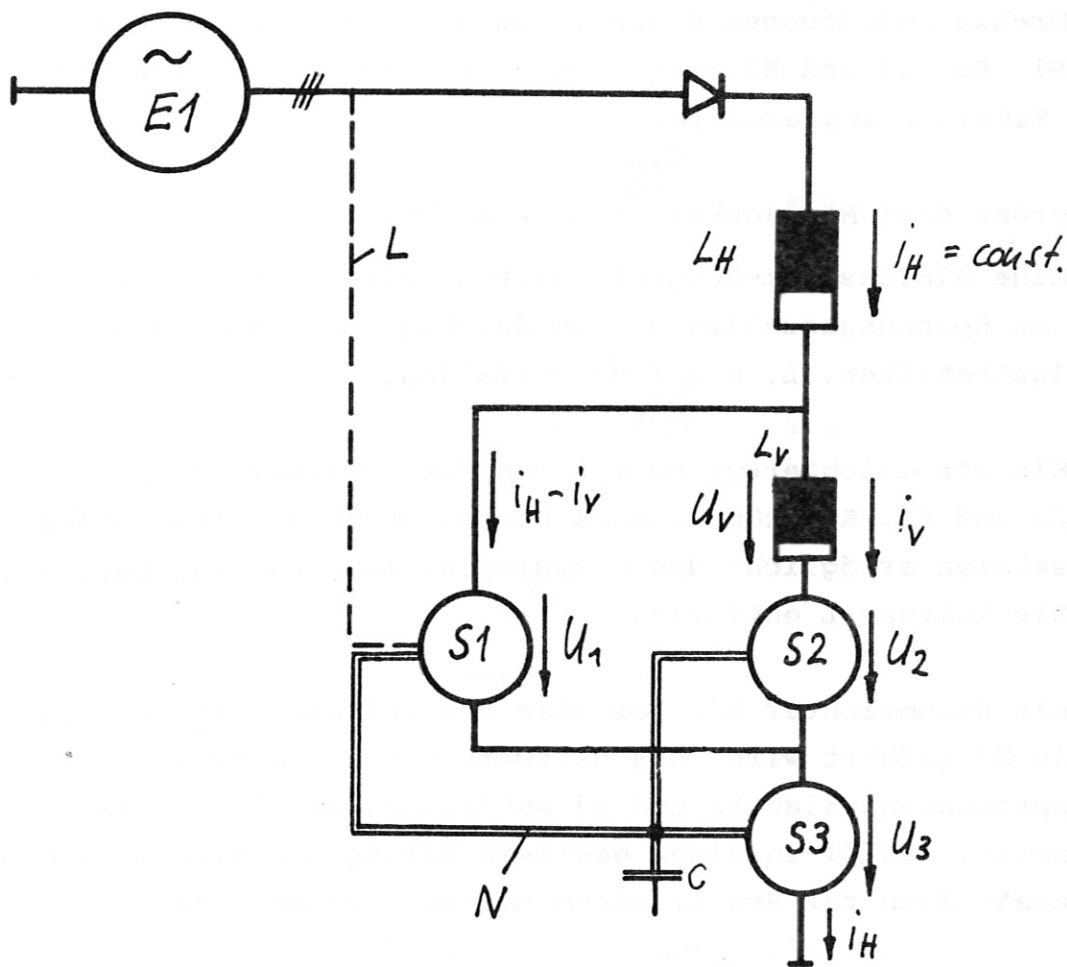 ~
E1
L
L_H
i_H = const.
L_V
i_H - i_V
U_V
i_V
S1
U_1
S2
U_2
S3
U_3
N
C
i_H